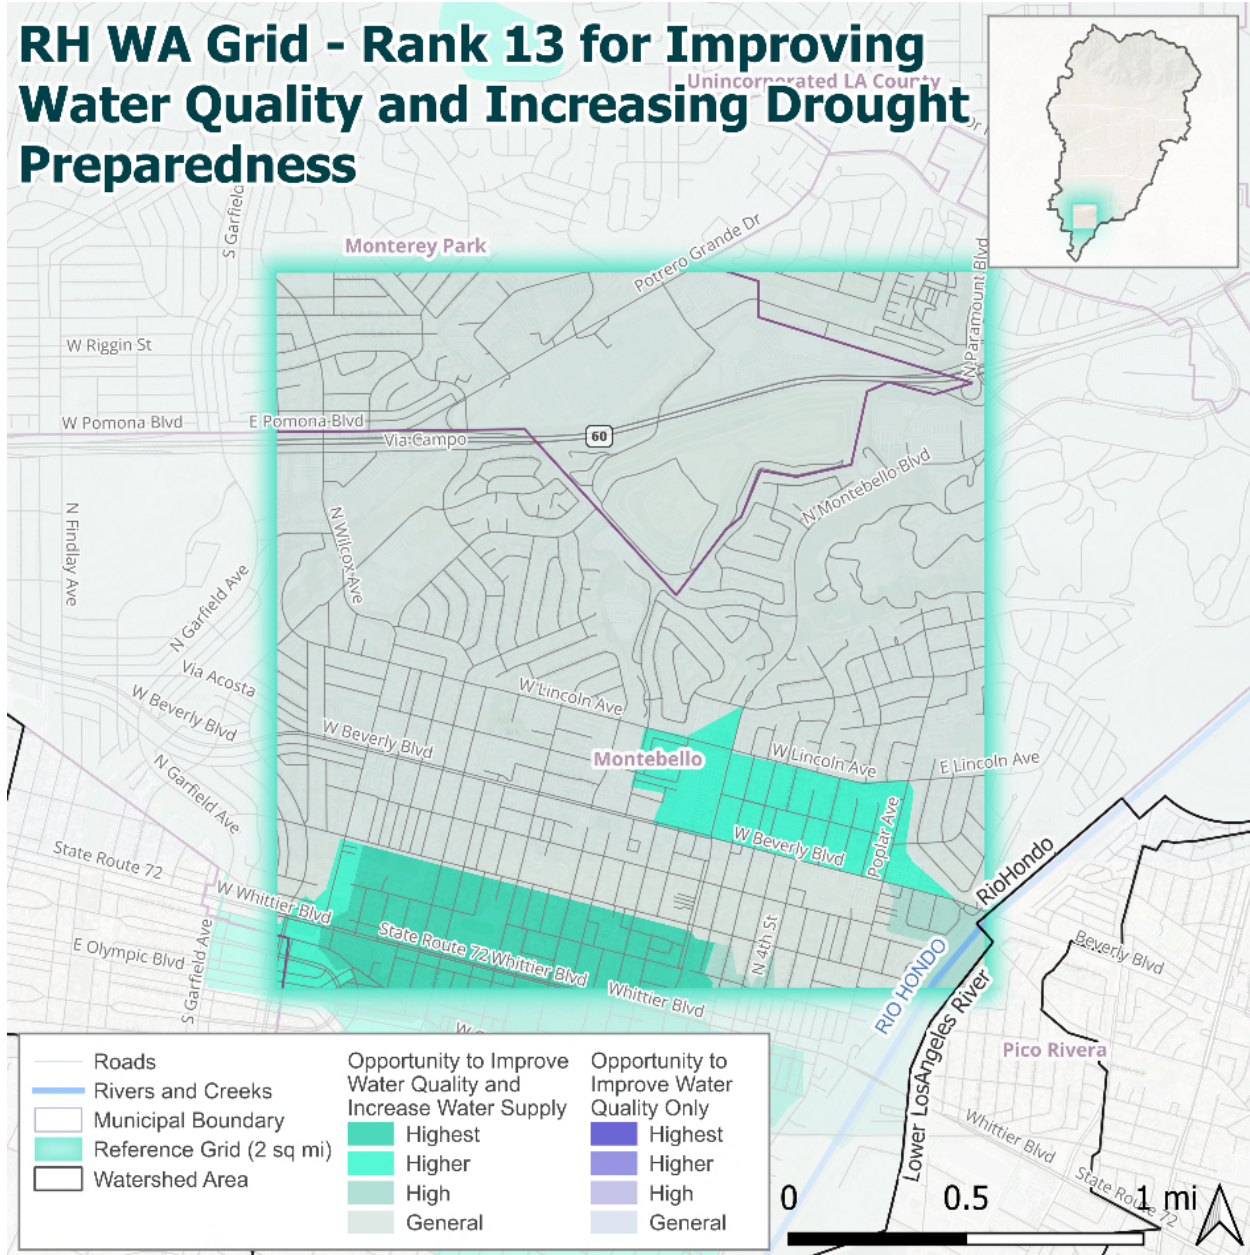 RH WA Grid - Rank 13 for Improving
Water Quality and Increasing Drought
Preparedness
Unincorporated LA County
S Garfield
Monterey Park
Potrero Grande Dr
N Paramount Blvd
W Riggin St
W Pomona Blvd
E Pomona Blvd
Via Campo
60
N Montebello Blvd
N Findlay Ave
N Wilcox Ave
N Garfield Ave
Via Acosta
W Beverly Blvd
W Lincoln Ave
W Beverly Blvd
Montebello
W Lincoln Ave
E Lincoln Ave
N Garfield Ave
W Beverly Blvd
Poplar Ave
State Route 72
W Whittier Blvd
RioHondo
E Olympic Blvd
S Garfield Ave
State Route 72
Whittier Blvd
N 4th St
Whittier Blvd
RIO HONDO
Beverly Blvd
Lower LosAngeles River
Pico Rivera
Whittier Blvd
State Route 72
Roads
Rivers and Creeks
Municipal Boundary
Reference Grid (2 sq mi)
Watershed Area
Opportunity to Improve
Water Quality and
Increase Water Supply
Highest
Higher
High
General
Opportunity to
Improve Water
Quality Only
Highest
Higher
High
General
0 0.5 1 mi